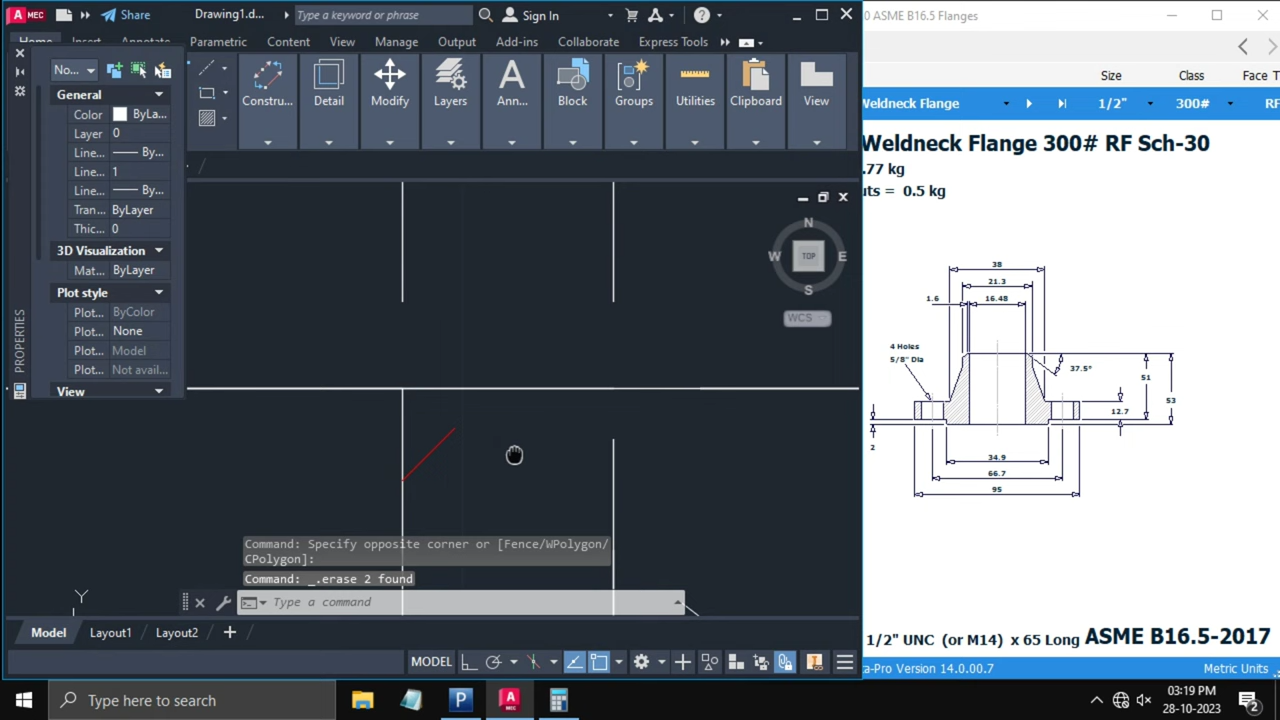 MEC
Share
Drawing1.d...
Type a keyword or phrase
Sign In
0 ASME B16.5 Flanges
Home
Insert
Annotate
Parametric
Content
View
Manage
Output
Add-ins
Collaborate
Express Tools
No...
General
Color ByLa...
Layer 0
Line... By...
Line... 1
Line... By...
Tran... ByLayer
Thic... 0
3D Visualization
Mat... ByLayer
Plot style
Plot... ByColor
Plot... None
Plot... Model
Plot... Not avail...
View
PROPERTIES
Constru...
Detail
Modify
Layers
Ann...
Block
Groups
Utilities
Clipboard
View
N
W
TOP
E
S
WCS
Command: Specify opposite corner or [Fence/WPolygon/
CPolygon]:
Command: _.erase 2 found
Type a command
Y
Model
Layout1
Layout2
MODEL
Size
Class
Face T
Weldneck Flange
1/2"
300#
RF
Weldneck Flange 300# RF Sch-30
.77 kg
uts = 0.5 kg
38
21.3
1.6
16.48
4 Holes
5/8" Dia
37.5°
51
53
12.7
2
34.9
66.7
95
1/2" UNC (or M14) x 65 Long ASME B16.5-2017
ta-Pro Version 14.0.00.7
Metric Units
Type here to search
P
MEC
03:19 PM
28-10-2023
2